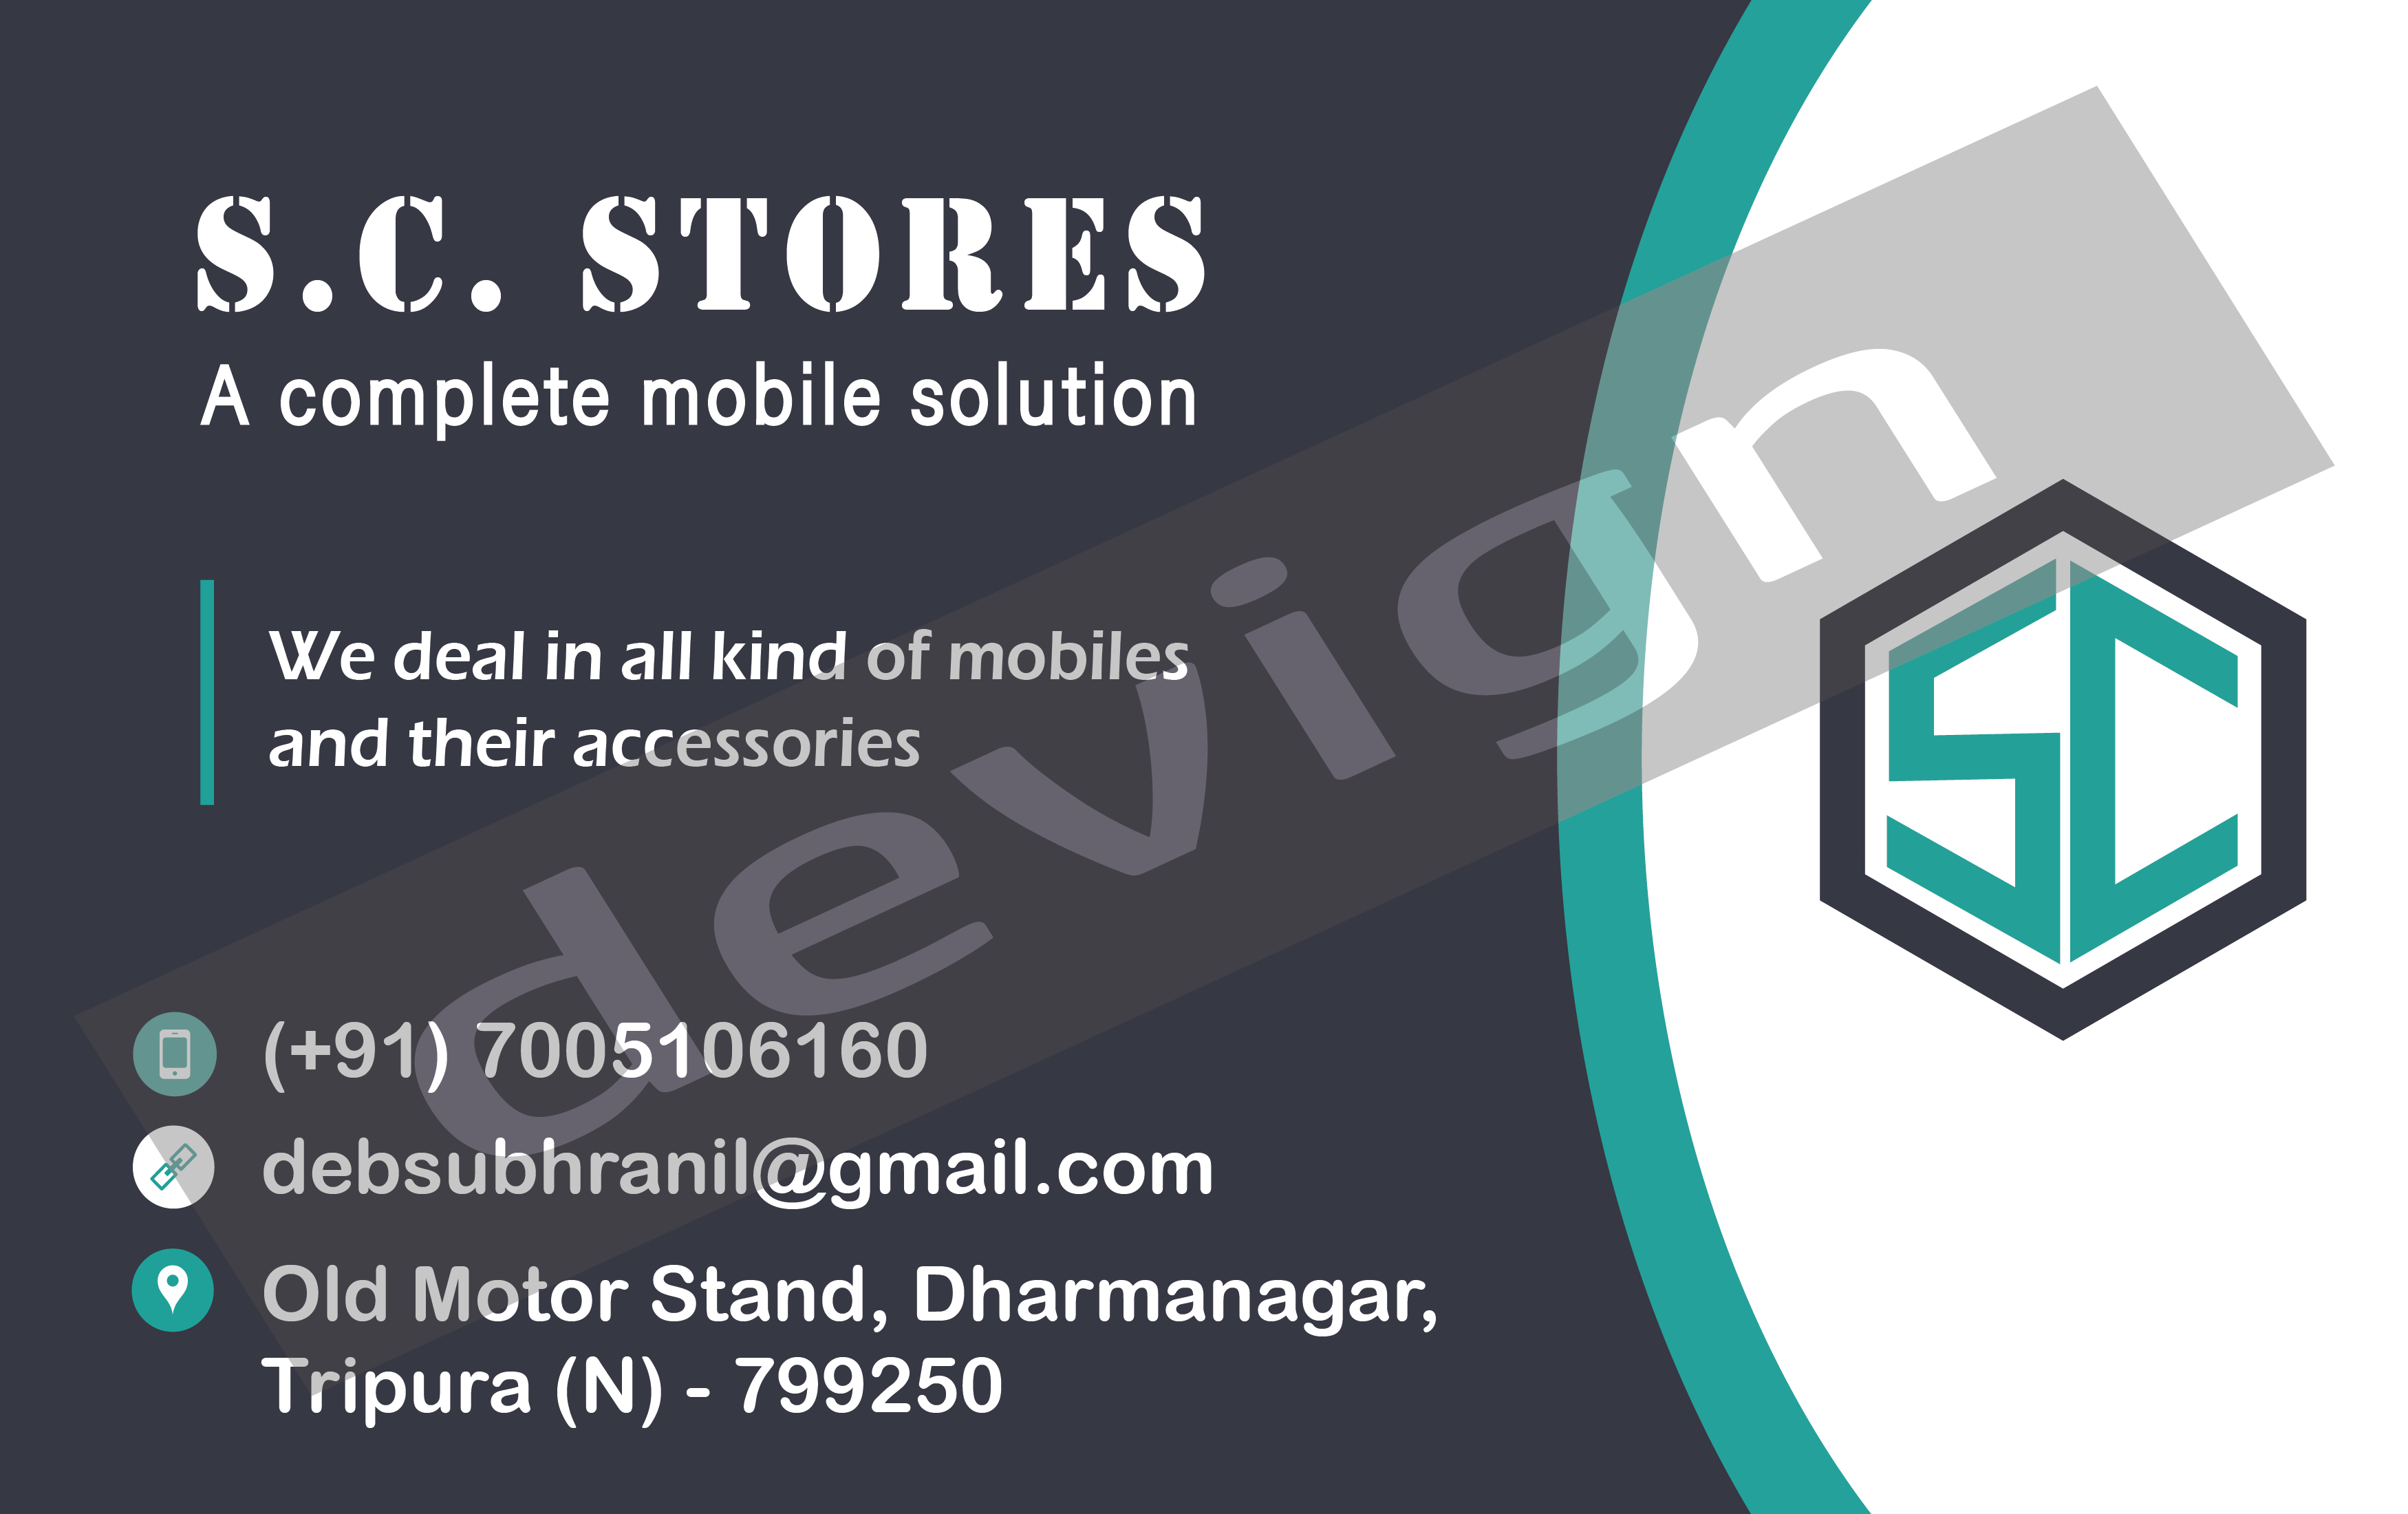 S.C. STORES
A complete mobile solution
We deal in all kind of mobiles
and their accessories
(+91) 7005106160
debsubhranil@gmail.com
Old Motor Stand, Dharmanagar,
Tripura (N) - 799250
SC
devign